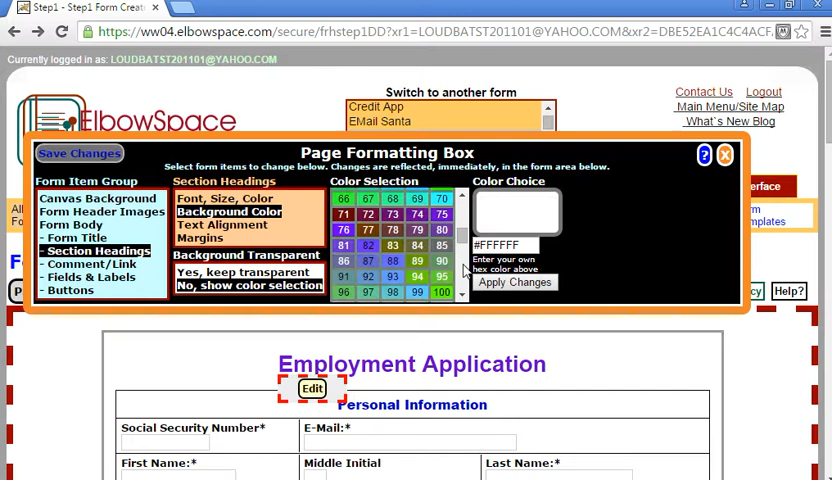 Step1 - Step1 Form Creat
https://ww04.elbowspace.com/secure/frhstep1DD?xr1=LOUDBATST201101@YAHOO.COM&xr2=DBE52EA1C4C4ACF
Currently logged in as: LOUDBATST201101@YAHOO.COM
ElbowSpace
Switch to another form
Credit App
EMail Santa
Contact Us Logout
Main Menu/Site Map
What`s New Blog
Save Changes
Page Formatting Box
? X
Select form items to change below. Changes are reflected, immediately, in the form area below.
Form Item Group
Canvas Background
Form Header Images
Form Body
- Form Title
- Section Headings
- Comment/Link
- Fields & Labels
- Buttons
Section Headings
Font, Size, Color
Background Color
Text Alignment
Margins
Background Transparent
Yes, keep transparent
No, show color selection
Color Selection
66 67 68 69 70
71 72 73 74 75
76 77 78 79 80
81 82 83 84 85
86 87 88 89 90
91 92 93 94 95
96 97 98 99 100
Color Choice
#FFFFFF
Enter your own
hex color above
Apply Changes
erface
All
rm
mplates
Fo
P
cy
Help?
Employment Application
Edit
Personal Information
Social Security Number*
E-Mail:*
First Name:*
Middle Initial
Last Name:*